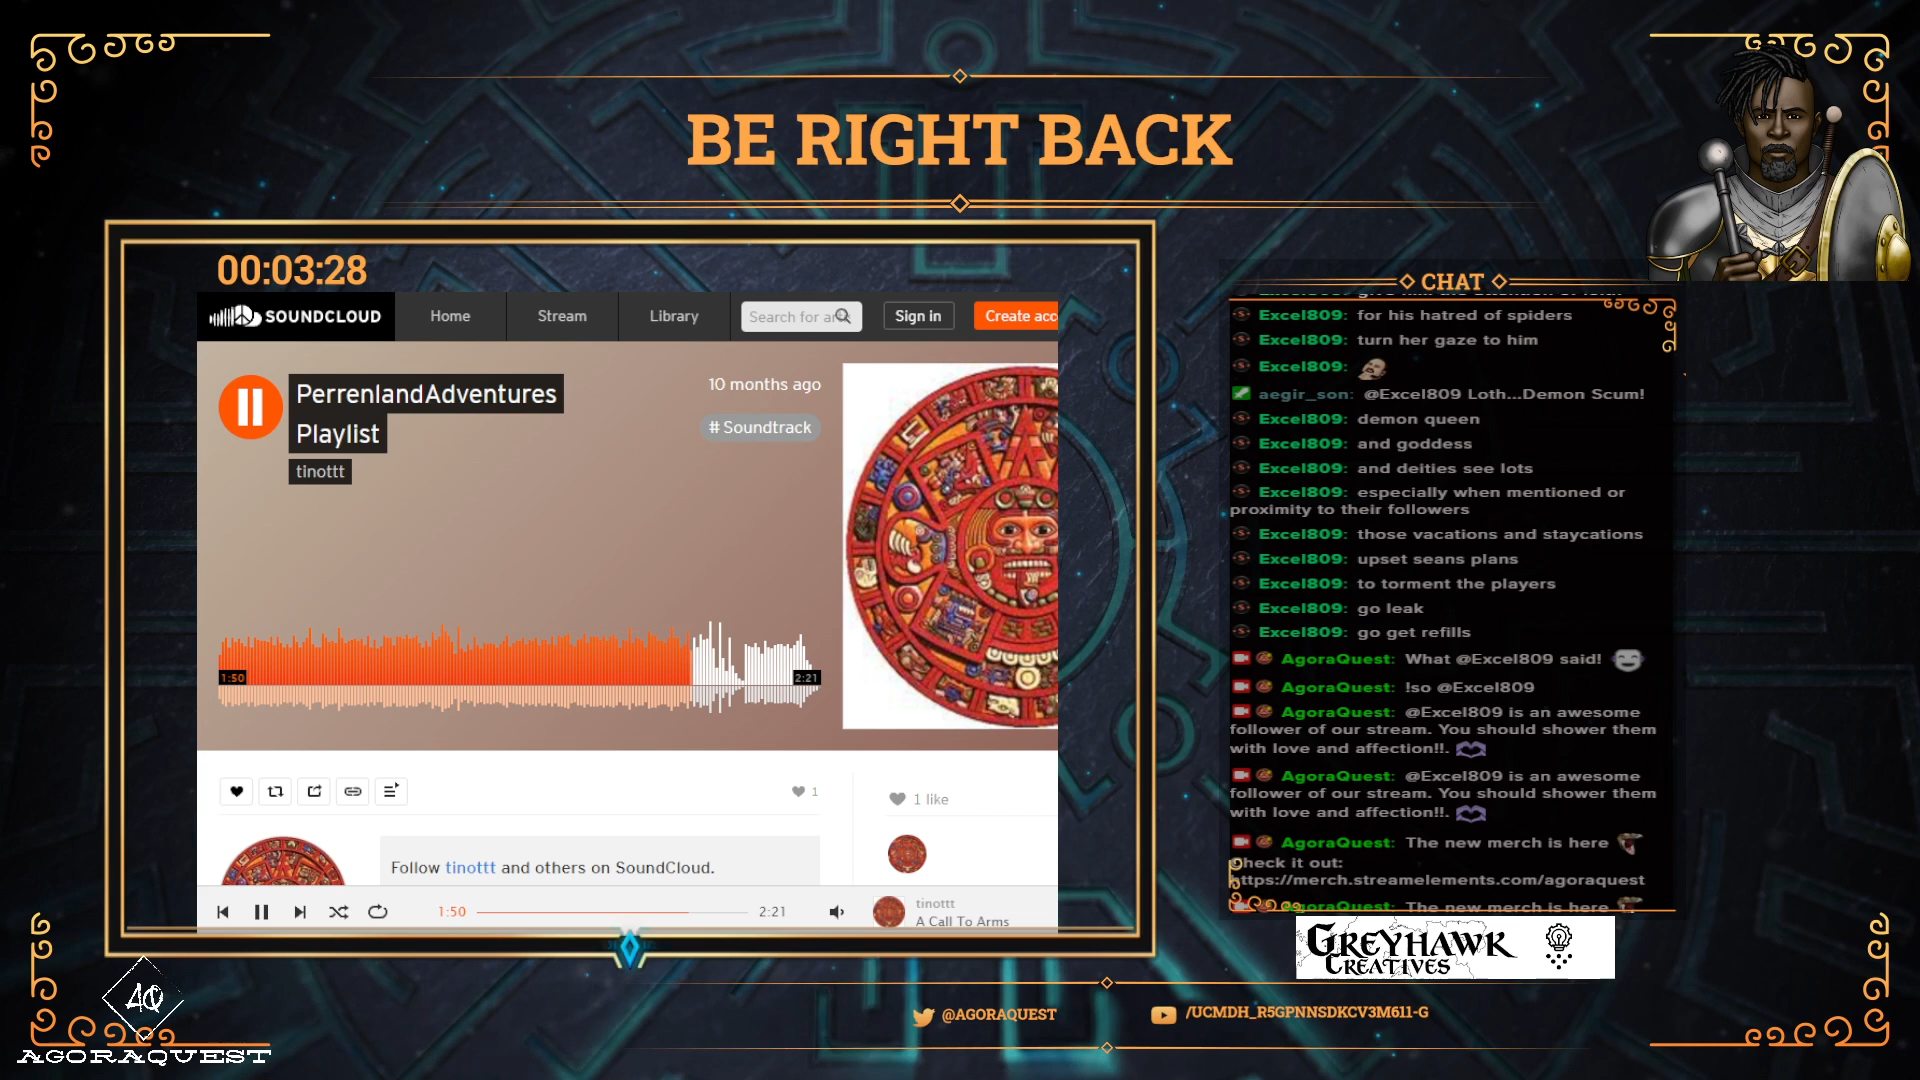 BE RIGHT BACK
00:03:28
SOUNDCLOUD
Home
Stream
Library
Search for ar
Sign in
Create acc
PerrenlandAdventures
Playlist
tinottt
10 months ago
# Soundtrack
1:50
2:21
1
1 like
Follow tinottt and others on SoundCloud.
1:50
2:21
tinottt
A Call To Arms
CHAT
Excel809: for his hatred of spiders
Excel809: turn her gaze to him
Excel809:
aegir_son: @Excel809 Loth...Demon Scum!
Excel809: demon queen
Excel809: and goddess
Excel809: and deities see lots
Excel809: especially when mentioned or
proximity to their followers
Excel809: those vacations and staycations
Excel809: upset seans plans
Excel809: to torment the players
Excel809: go leak
Excel809: go get refills
AgoraQuest: What @Excel809 said!
AgoraQuest: !so @Excel809
AgoraQuest: @Excel809 is an awesome
follower of our stream. You should shower them
with love and affection!!.
AgoraQuest: @Excel809 is an awesome
follower of our stream. You should shower them
with love and affection!!.
AgoraQuest: The new merch is here
Check it out:
https://merch.streamelements.com/agoraquest
AgoraQuest: The new merch is here
GREYHAWK
CREATIVES
@AGORAQUEST
/UCMDH_R5GPNNSDKCV3M611-G
AQ
AGORAQUEST